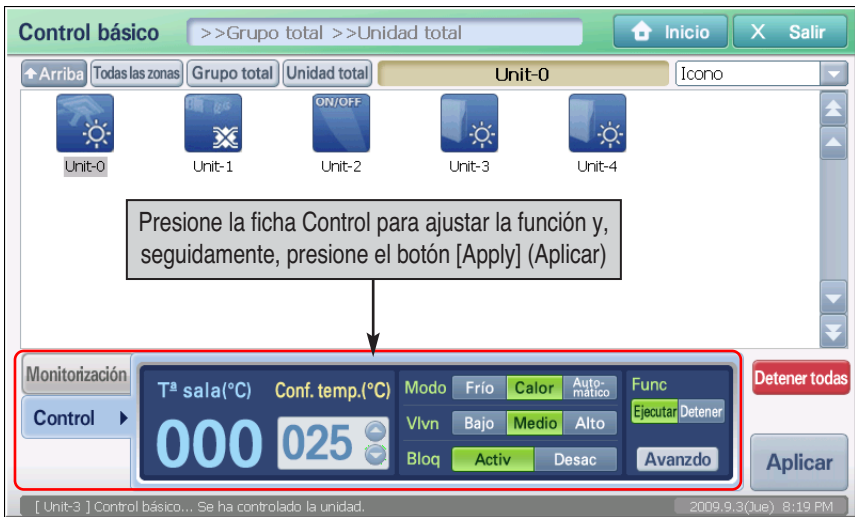 Control básico >>Grupo total >>Unidad total Inicio X Salir
Arriba Todas las zonas Grupo total Unidad total Unit-0 Icono
ON/OFF
Unit-0 Unit-1 Unit-2 Unit-3 Unit-4
Presione la ficha Control para ajustar la función y,
seguidamente, presione el botón [Apply] (Aplicar)
Monitorización
Control
Tª sala(°C) Conf. temp.(°C)
000 025
Modo Frío Calor Auto-mático
Vlvn Bajo Medio Alto
Bloq Activ Desac
Func
Ejecutar Detener
Avanzdo
Detener todas
Aplicar
[ Unit-3 ] Control básico... Se ha controlado la unidad. 2009.9.3(Jue) 8:19 PM